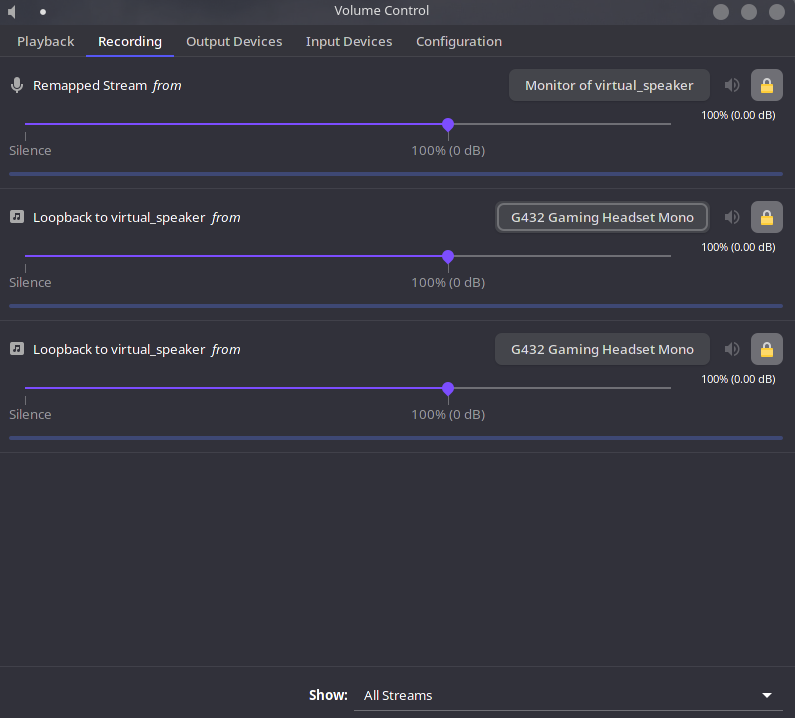 Volume Control
Playback Recording Output Devices Input Devices Configuration
Remapped Stream from Monitor of virtual_speaker
100% (0.00 dB)
Silence 100% (0 dB)
Loopback to virtual_speaker from G432 Gaming Headset Mono
100% (0.00 dB)
Silence 100% (0 dB)
Loopback to virtual_speaker from G432 Gaming Headset Mono
100% (0.00 dB)
Silence 100% (0 dB)
Show: All Streams